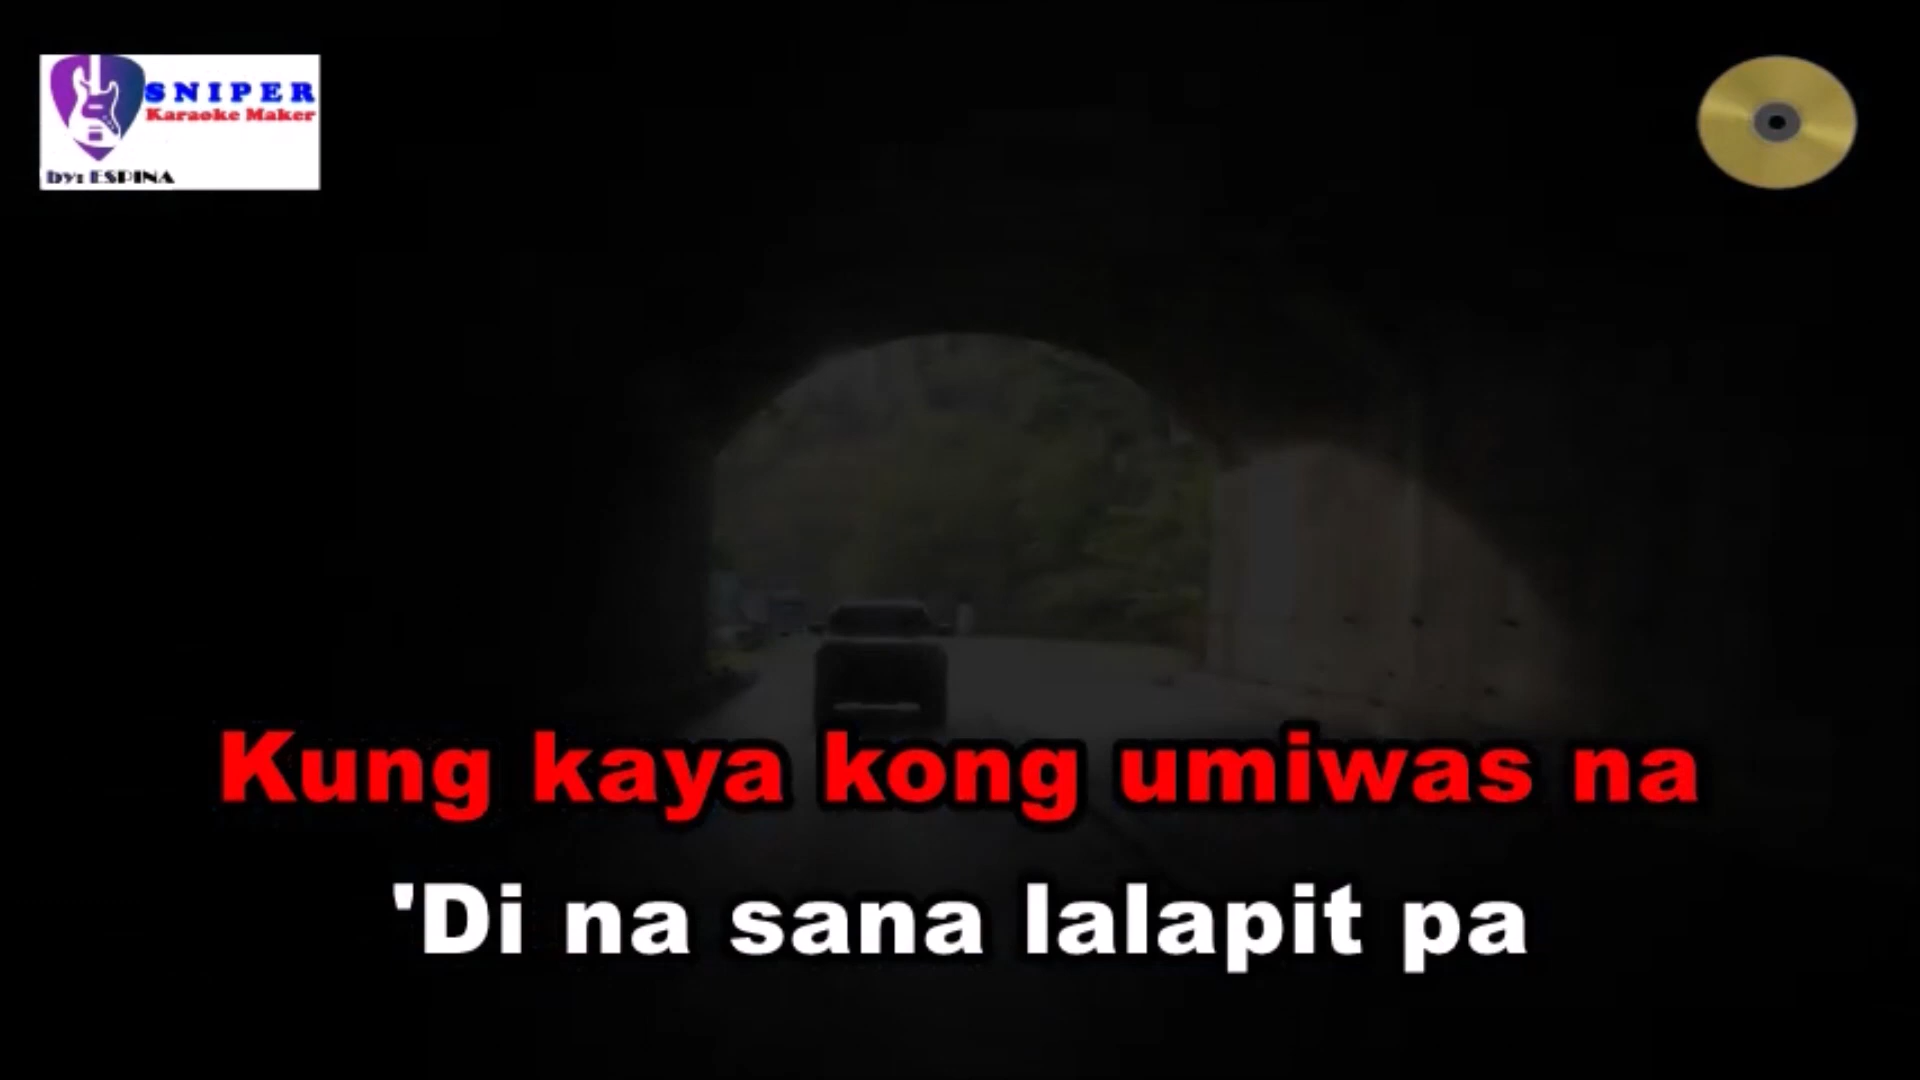 SNIPER
Karaoke Maker
by: ESPINA
Kung kaya kong umiwas na
'Di na sana lalapit pa